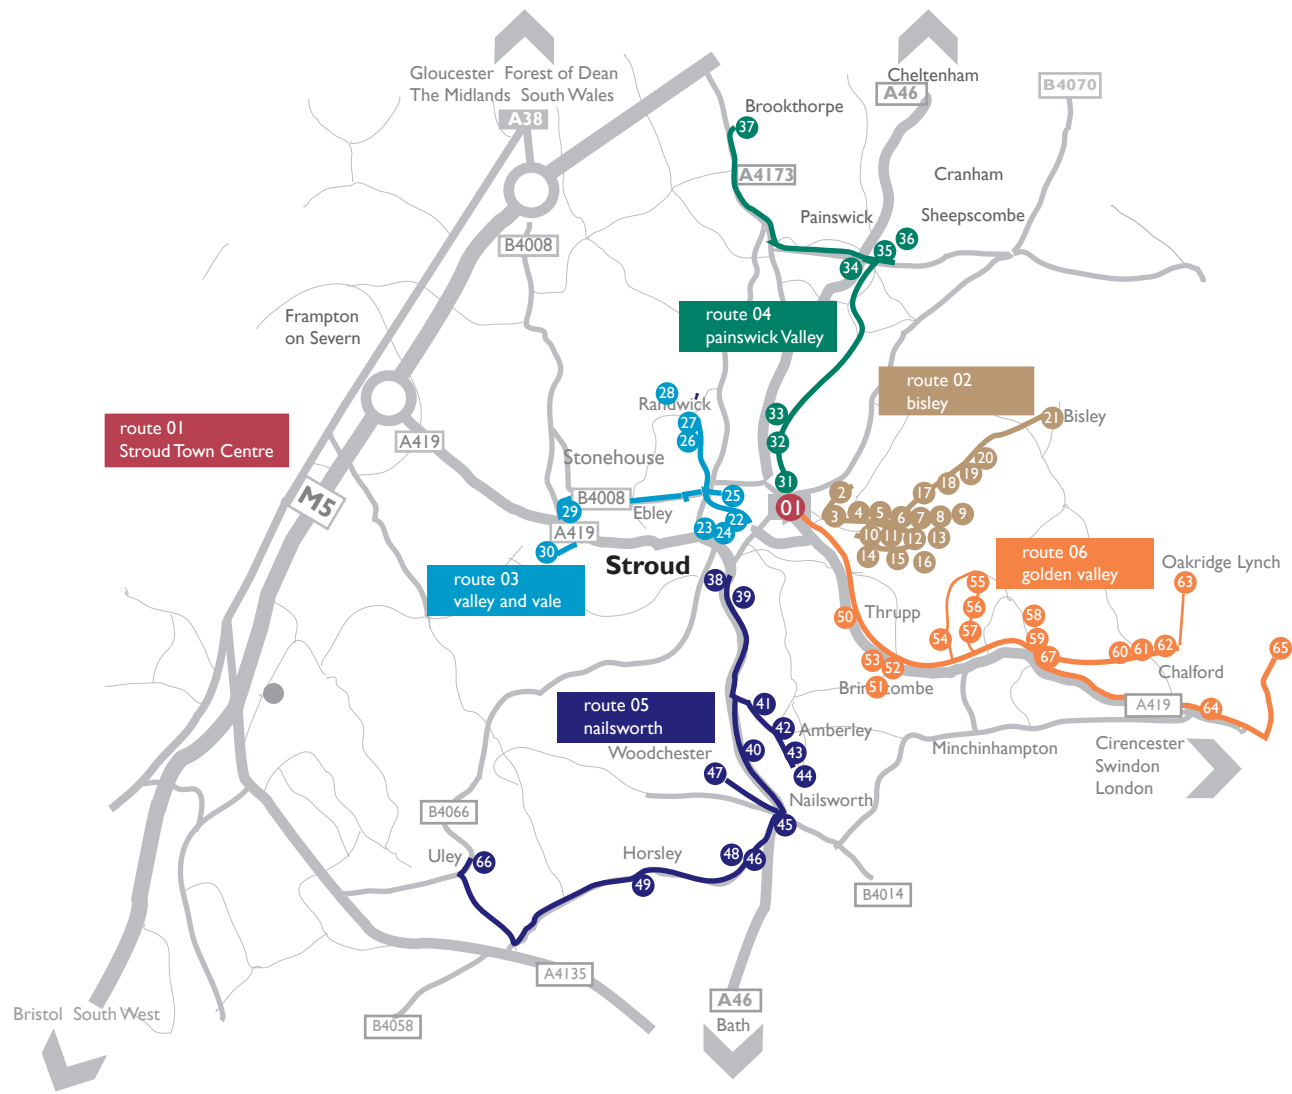 Gloucester Forest of Dean
The Midlands South Wales
A38
Cheltenham
A46
B4070
Brookthorpe
37
A4173
Cranham
Painswick
Sheepscombe
36
35
34
B4008
Frampton
on Severn
route 04
painswick Valley
route 02
bisley
28
Randwick
27
26
33
32
31
21
Bisley
route 01
Stroud Town Centre
A419
Stonehouse
M5
B4008
29
Ebley
25
22
23
24
A419
30
01
2
3
4
5
6
7
8
9
10
11
12
13
14
15
16
17
18
19
20
Stroud
route 03
valley and vale
route 06
golden valley
Oakridge Lynch
63
38
39
50
Thrupp
55
56
57
54
58
59
67
60
61
62
65
53
52
51
Brimscombe
Chalford
A419
64
route 05
nailsworth
41
42
Amberley
43
44
40
Woodchester
47
Minchinhampton
Cirencester
Swindon
London
Nailsworth
45
B4066
Uley
66
Horsley
48
46
49
B4014
A4135
Bristol South West
B4058
A46
Bath